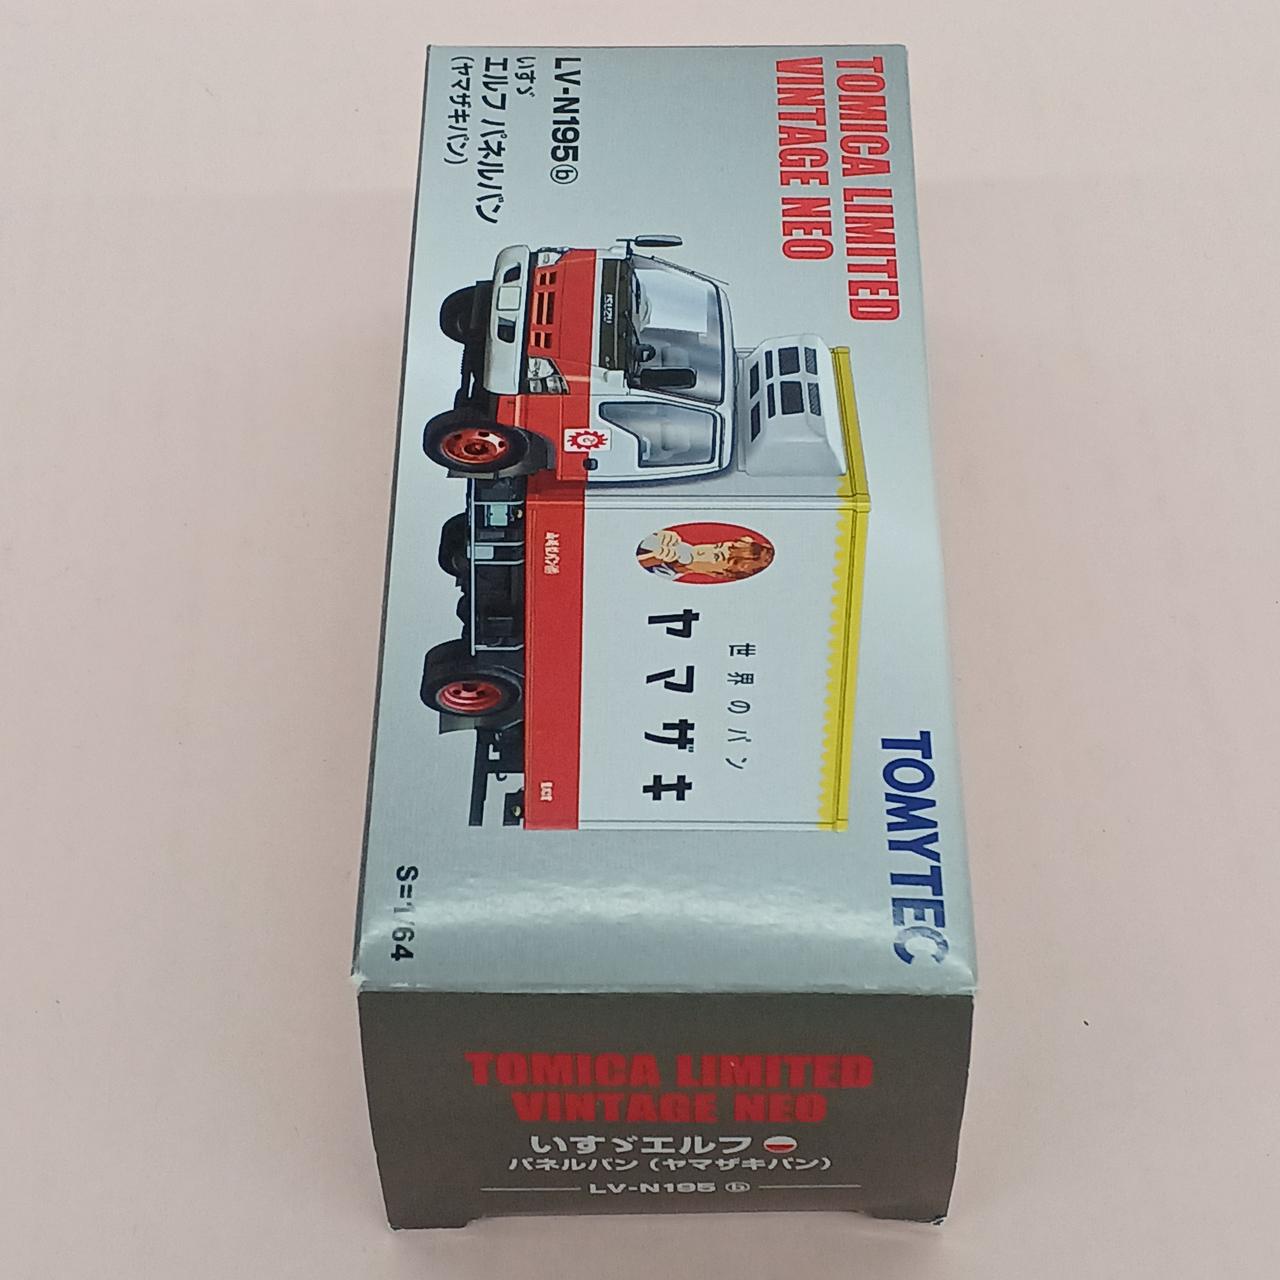 TOMICA LIMITED
VINTAGE NEO
LV-N195 ⓑ
いすゞ
エルフ パネルバン
(ヤマザキパン)
ISUZU
世界のパン
ヤマザキ
TOMYTEC
S=1/64
TOMICA LIMITED
VINTAGE NEO
いすゞエルフ
パネルバン (ヤマザキパン)
LV-N195 ⓑ